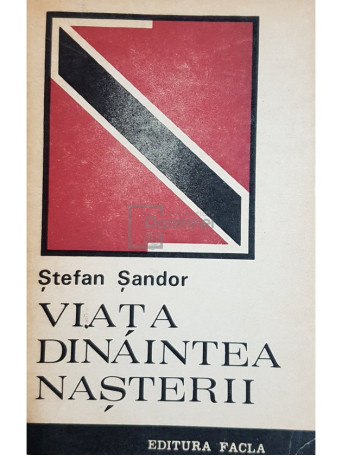 Ștefan Șandor
VIAȚA
DINAINTEA
NAȘTERII
EDITURA FACLA